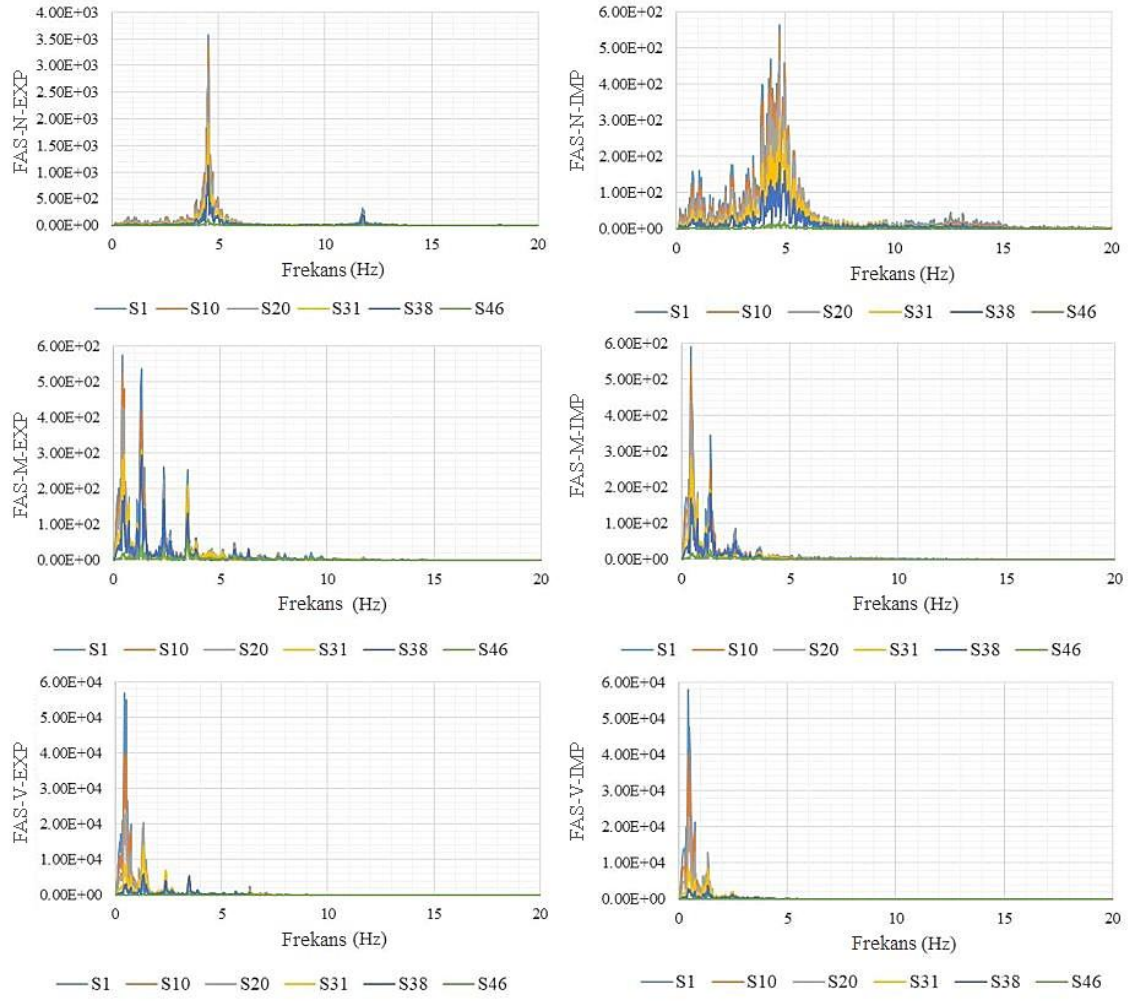 4.00E+03
3.50E+03
3.00E+03
2.50E+03
2.00E+03
1.50E+03
1.00E+03
5.00E+02
0.00E+00
FAS-N-EXP
0 5 10 15 20
Frekans (Hz)
S1 S10 S20 S31 S38 S46
6.00E+02
5.00E+02
4.00E+02
3.00E+02
2.00E+02
1.00E+02
0.00E+00
FAS-N-IMP
0 5 10 15 20
Frekans (Hz)
S1 S10 S20 S31 S38 S46
6.00E+02
5.00E+02
4.00E+02
3.00E+02
2.00E+02
1.00E+02
0.00E+00
FAS-M-EXP
0 5 10 15 20
Frekans (Hz)
S1 S10 S20 S31 S38 S46
6.00E+02
5.00E+02
4.00E+02
3.00E+02
2.00E+02
1.00E+02
0.00E+00
FAS-M-IMP
0 5 10 15 20
Frekans (Hz)
S1 S10 S20 S31 S38 S46
6.00E+04
5.00E+04
4.00E+04
3.00E+04
2.00E+04
1.00E+04
0.00E+00
FAS-V-EXP
0 5 10 15 20
Frekans (Hz)
S1 S10 S20 S31 S38 S46
6.00E+04
5.00E+04
4.00E+04
3.00E+04
2.00E+04
1.00E+04
0.00E+00
FAS-V-IMP
0 5 10 15 20
Frekans (Hz)
S1 S10 S20 S31 S38 S46